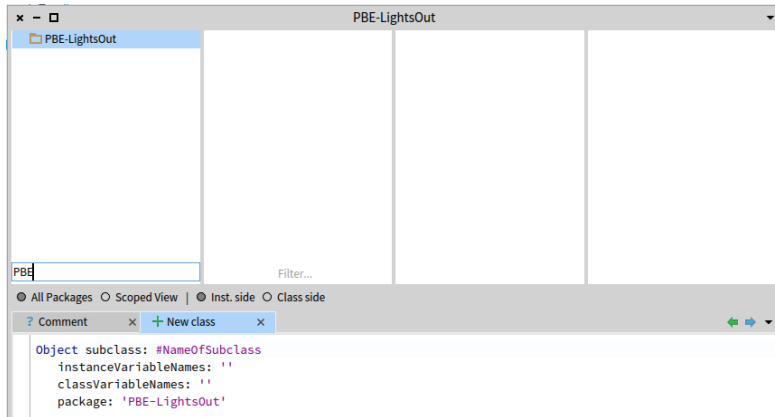 PBE-LightsOut
PBE-LightsOut
PBE
Filter...
All Packages Scoped View | Inst. side Class side
? Comment × + New class ×
Object subclass: #NameOfSubclass
instanceVariableNames: ''
classVariableNames: ''
package: 'PBE-LightsOut'